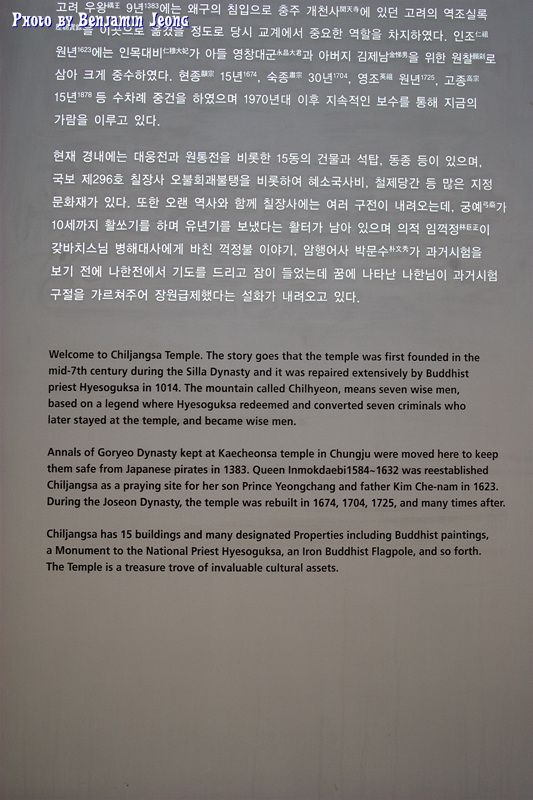 고려 우왕禑王 9년1383에는 왜구의 침입으로 충주 개천사開天寺에 있던 고려의 역조실록
Photo by Benjamin Jeong
을 이곳으로 옮겼을 정도로 당시 교계에서 중요한 역할을 차지하였다. 인조仁祖
원년1623에는 인목대비仁穆大妃가 아들 영창대군永昌大君과 아버지 김제남金悌男을 위한 원찰願刹로
삼아 크게 중수하였다. 현종顯宗 15년1674, 숙종肅宗 30년1704, 영조英祖 원년1725, 고종高宗
15년1878 등 수차례 중건을 하였으며 1970년대 이후 지속적인 보수를 통해 지금의
가람을 이루고 있다.
현재 경내에는 대웅전과 원통전을 비롯한 15동의 건물과 석탑, 동종 등이 있으며,
국보 제296호 칠장사 오불회괘불탱을 비롯하여 혜소국사비, 철제당간 등 많은 지정
문화재가 있다. 또한 오랜 역사와 함께 칠장사에는 여러 구전이 내려오는데, 궁예弓裔가
10세까지 활쏘기를 하며 유년기를 보냈다는 활터가 남아 있으며 의적 임꺽정林巨正이
갖바치스님 병해대사에게 바친 꺽정불 이야기, 암행어사 박문수朴文秀가 과거시험을
보기 전에 나한전에서 기도를 드리고 잠이 들었는데 꿈에 나타난 나한님이 과거시험
구절을 가르쳐주어 장원급제했다는 설화가 내려오고 있다.
Welcome to Chiljangsa Temple. The story goes that the temple was first founded in the
mid-7th century during the Silla Dynasty and it was repaired extensively by Buddhist
priest Hyesoguksa in 1014. The mountain called Chilhyeon, means seven wise men,
based on a legend where Hyesoguksa redeemed and converted seven criminals who
later stayed at the temple, and became wise men.
Annals of Goryeo Dynasty kept at Kaecheonsa temple in Chungju were moved here to keep
them safe from Japanese pirates in 1383. Queen Inmokdaebi1584~1632 was reestablished
Chiljangsa as a praying site for her son Prince Yeongchang and father Kim Che-nam in 1623.
During the Joseon Dynasty, the temple was rebuilt in 1674, 1704, 1725, and many times after.
Chiljangsa has 15 buildings and many designated Properties including Buddhist paintings,
a Monument to the National Priest Hyesoguksa, an Iron Buddhist Flagpole, and so forth.
The Temple is a treasure trove of invaluable cultural assets.